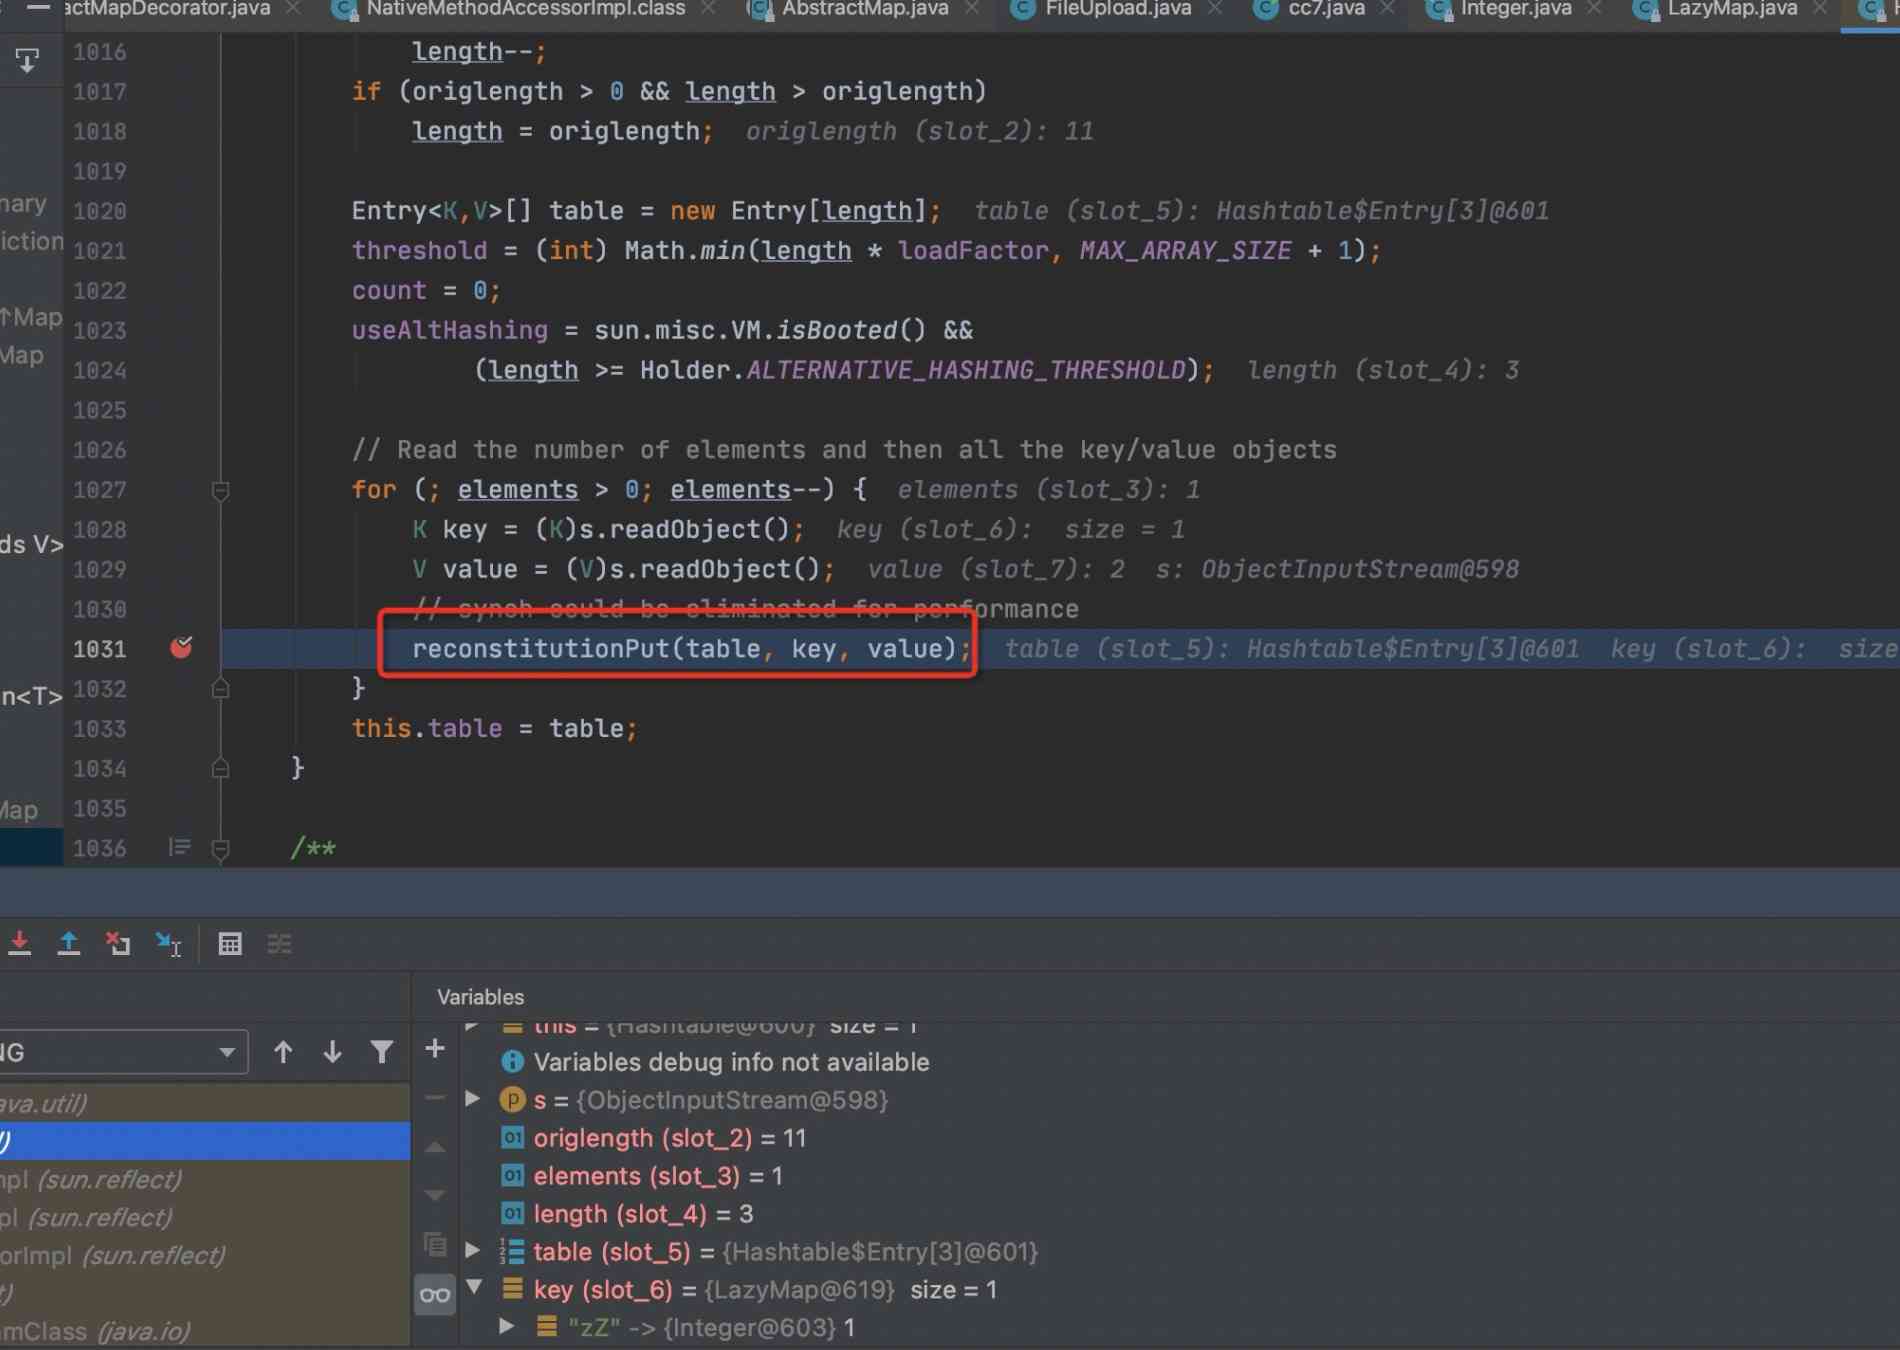 actMapDecorator.java NativeMethodAccessorImpl.class AbstractMap.java FileUpload.java cc7.java Integer.java LazyMap.java
1016 length--;
1017 if (origlength > 0 && length > origlength)
1018 length = origlength; origlength (slot_2): 11
1019
1020 Entry<K,V>[] table = new Entry[length]; table (slot_5): Hashtable$Entry[3]@601
1021 threshold = (int) Math.min(length * loadFactor, MAX_ARRAY_SIZE + 1);
1022 count = 0;
1023 useAltHashing = sun.misc.VM.isBooted() &&
1024 (length >= Holder.ALTERNATIVE_HASHING_THRESHOLD); length (slot_4): 3
1025
1026 // Read the number of elements and then all the key/value objects
1027 for (; elements > 0; elements--) { elements (slot_3): 1
1028 K key = (K)s.readObject(); key (slot_6): size = 1
1029 V value = (V)s.readObject(); value (slot_7): 2 s: ObjectInputStream@598
1030 // synch could be eliminated for performance
1031 reconstitutionPut(table, key, value); table (slot_5): Hashtable$Entry[3]@601 key (slot_6): size
1032 }
1033 this.table = table;
1034 }
1035
1036 /**
nary
iction
↑Map
Map
ds V>
n<T>
Map
Variables
NG
ava.util)
)
mpl (sun.reflect)
pl (sun.reflect)
orImpl (sun.reflect)
t)
amClass (java.io)
this = {Hashtable@600} size = 1
Variables debug info not available
s = {ObjectInputStream@598}
origlength (slot_2) = 11
elements (slot_3) = 1
length (slot_4) = 3
table (slot_5) = {Hashtable$Entry[3]@601}
key (slot_6) = {LazyMap@619} size = 1
"zZ" -> {Integer@603} 1